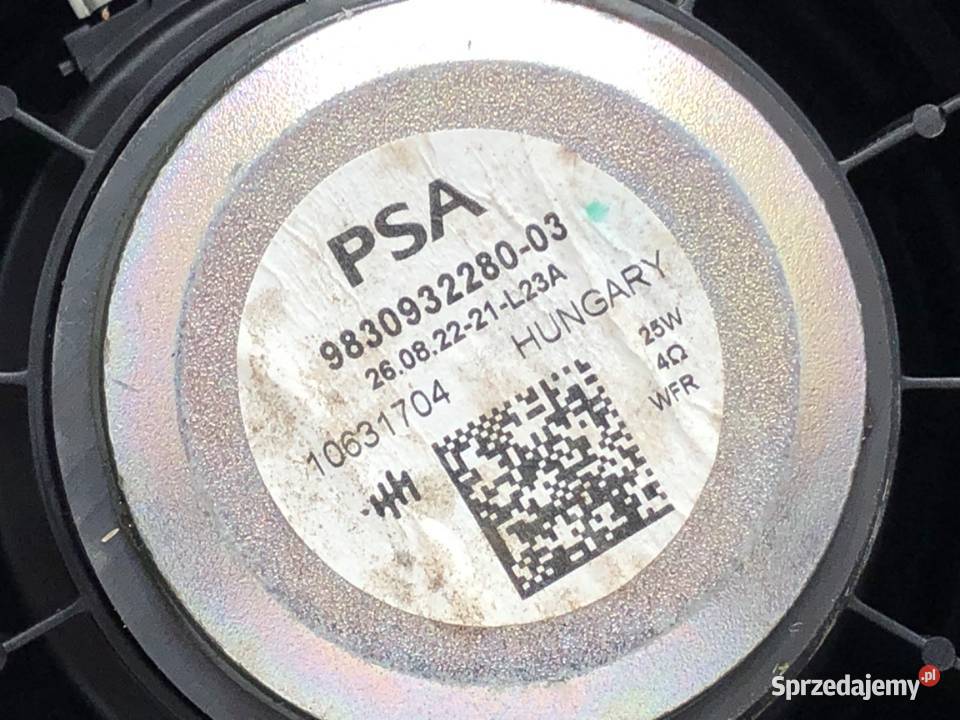 PSA
9830932280-03
26.08.22-21-L23A
10631704 HUNGARY
25W
4Ω
WFR
Sprzedajemy.pl